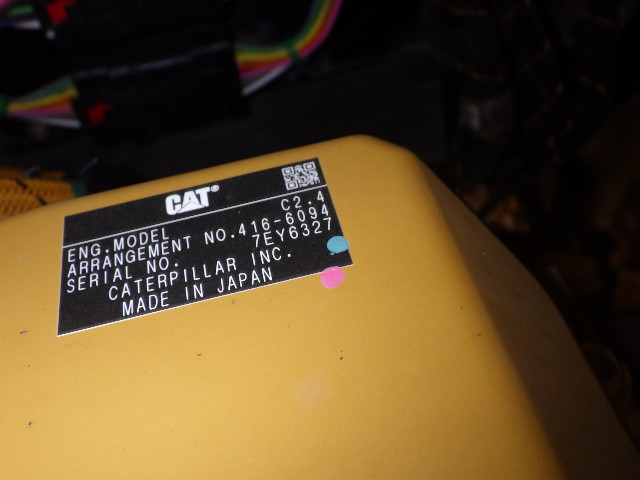 CAT®
ENG.MODEL C2.4
ARRANGEMENT NO.416-6094
SERIAL NO. 7EY6327
CATERPILLAR INC.
MADE IN JAPAN